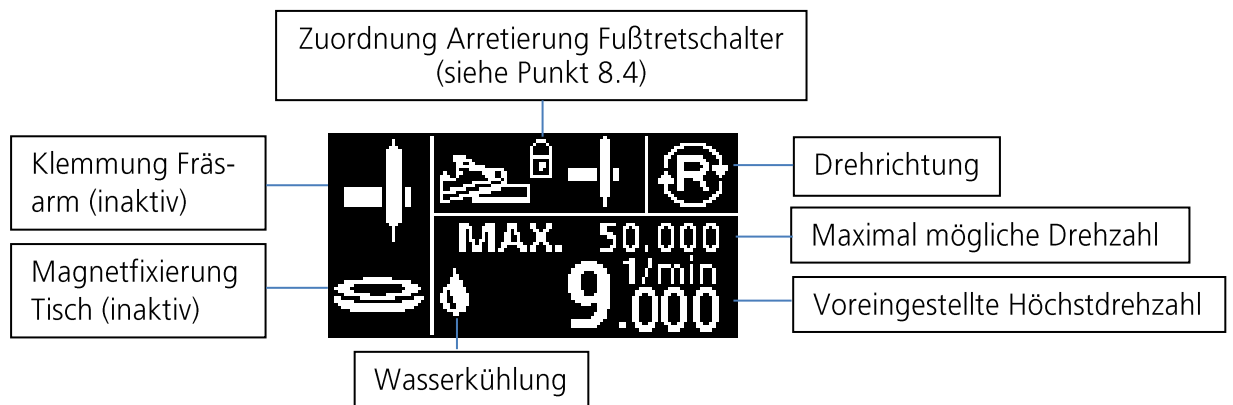 Zuordnung Arretierung Fußtretschalter
(siehe Punkt 8.4)
Klemmung Fräs-
arm (inaktiv)
Magnetfixierung
Tisch (inaktiv)
R
MAX. 50.000
1/min
9.000
Wasserkühlung
Drehrichtung
Maximal mögliche Drehzahl
Voreingestellte Höchstdrehzahl